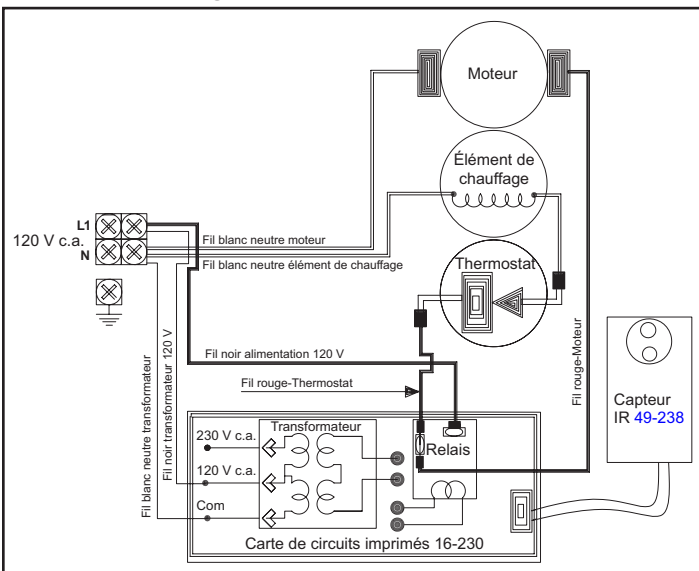 Moteur
Élément de
chauffage
L1
120 V c.a.
N
Fil blanc neutre moteur
Fil blanc neutre élément de chauffage
Thermostat
Fil noir alimentation 120 V
Fil rouge-Thermostat
Fil rouge-Moteur
Capteur
IR 49-238
Fil blanc neutre transformateur
Fil noir transformateur 120 V
Transformateur
230 V c.a.
Relais
120 V c.a.
Com
Carte de circuits imprimés 16-230